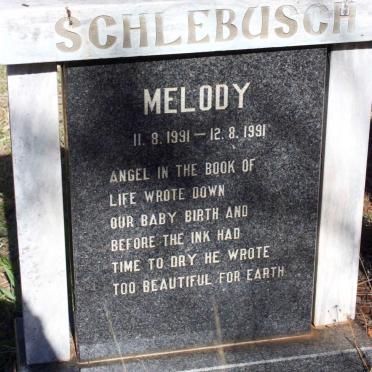 SCHLEBUSCH
MELODY
11.8.1991 — 12.8.1991
ANGEL IN THE BOOK OF
LIFE WROTE DOWN
OUR BABY BIRTH AND
BEFORE THE INK HAD
TIME TO DRY HE WROTE
TOO BEAUTIFUL FOR EARTH